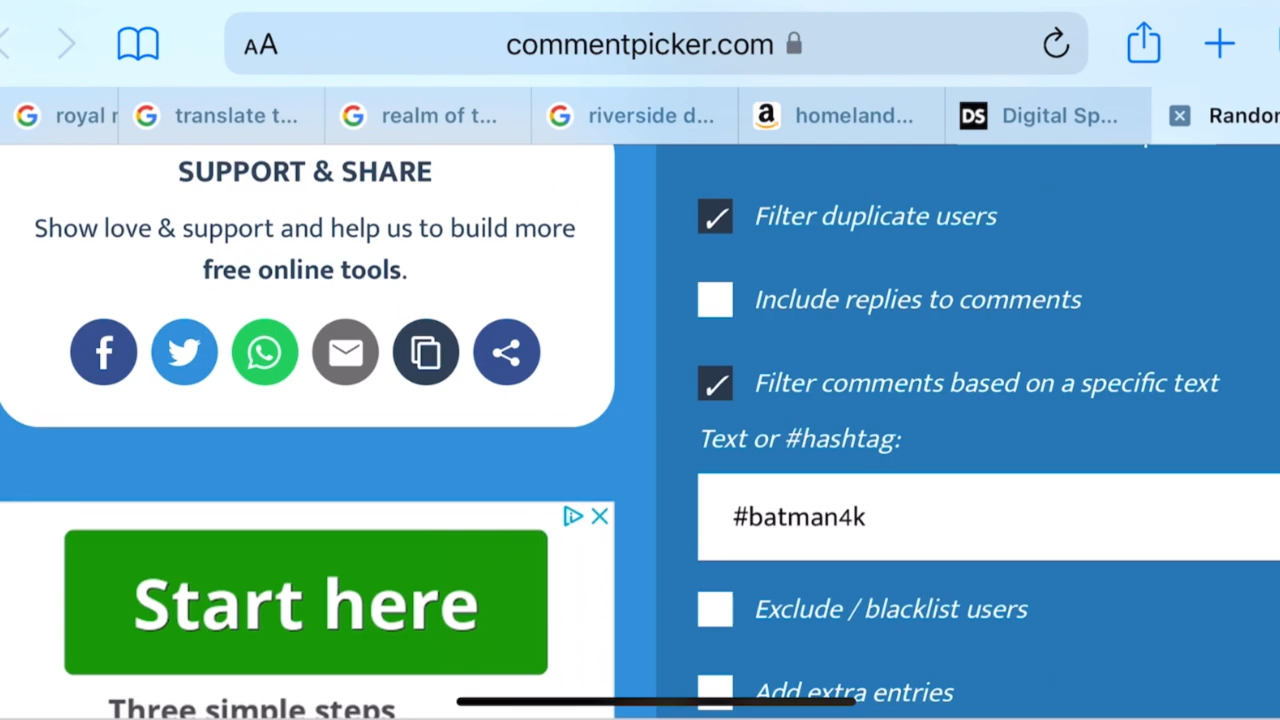 AA
commentpicker.com
royal r
translate t...
realm of t...
riverside d...
a
homeland...
DS
Digital Sp...
Randor
SUPPORT & SHARE
Show love & support and help us to build more
free online tools.
Start here
Three simple steps
Filter duplicate users
Include replies to comments
Filter comments based on a specific text
Text or #hashtag:
#batman4k
Exclude / blacklist users
Add extra entries